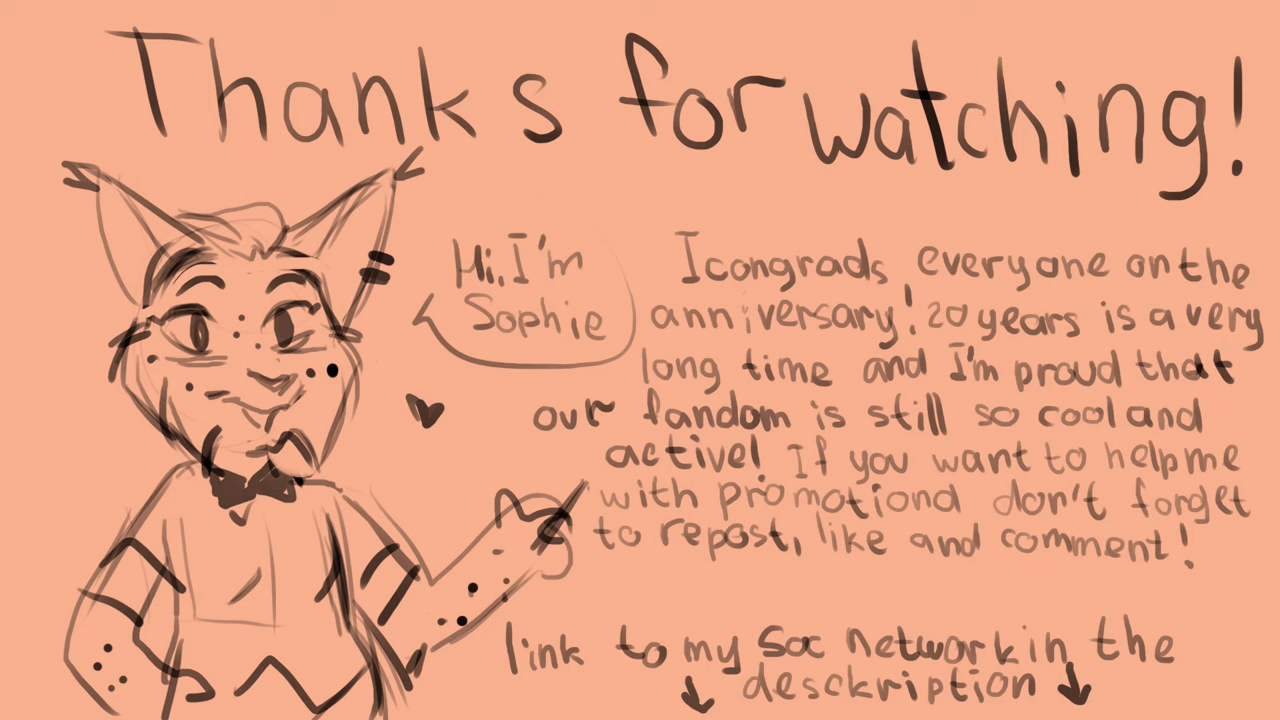 Thanks for watching!
Hi, I'm
Sophie
I congrads everyone on the
anniversary! 20 years is a very
long time and I'm proud that
our fandom is still so cool and
active! If you want to help me
with promotiond don't forget
to repost, like and comment!
link to my Soc network in the
desckription